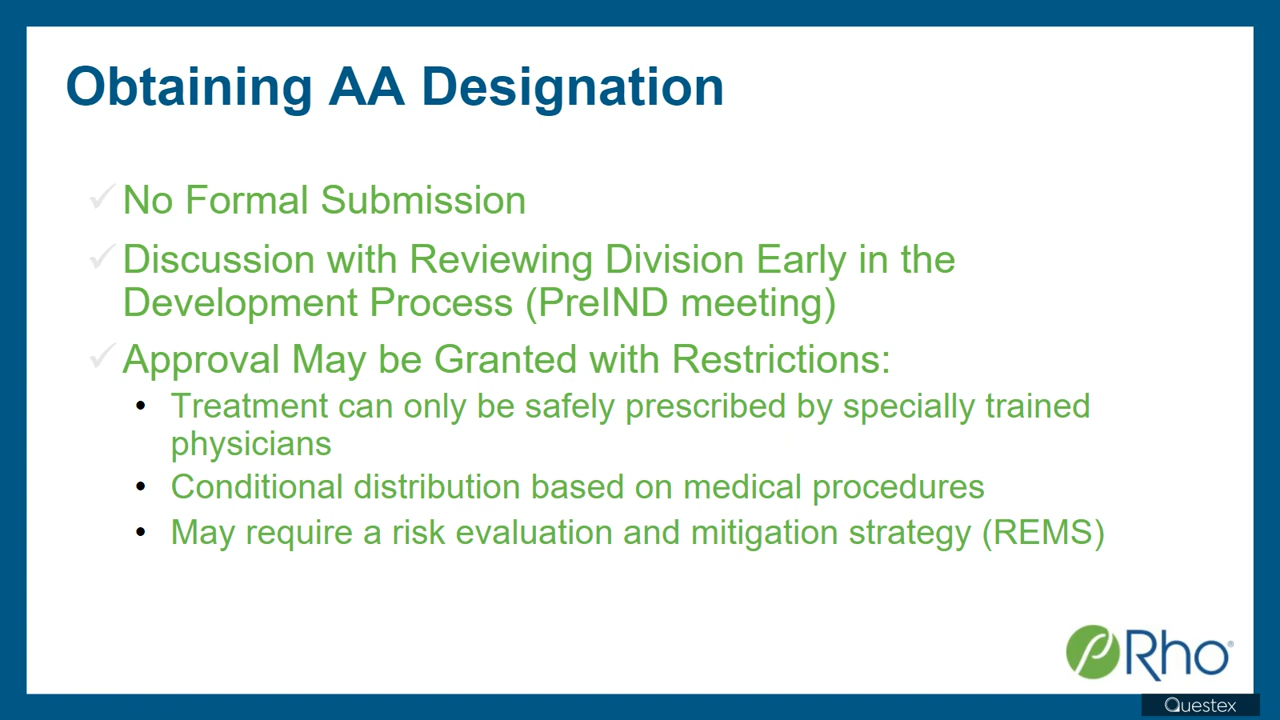 Obtaining AA Designation
No Formal Submission
Discussion with Reviewing Division Early in the
Development Process (PreIND meeting)
Approval May be Granted with Restrictions:
Treatment can only be safely prescribed by specially trained
physicians
Conditional distribution based on medical procedures
May require a risk evaluation and mitigation strategy (REMS)
Rho®
Questex